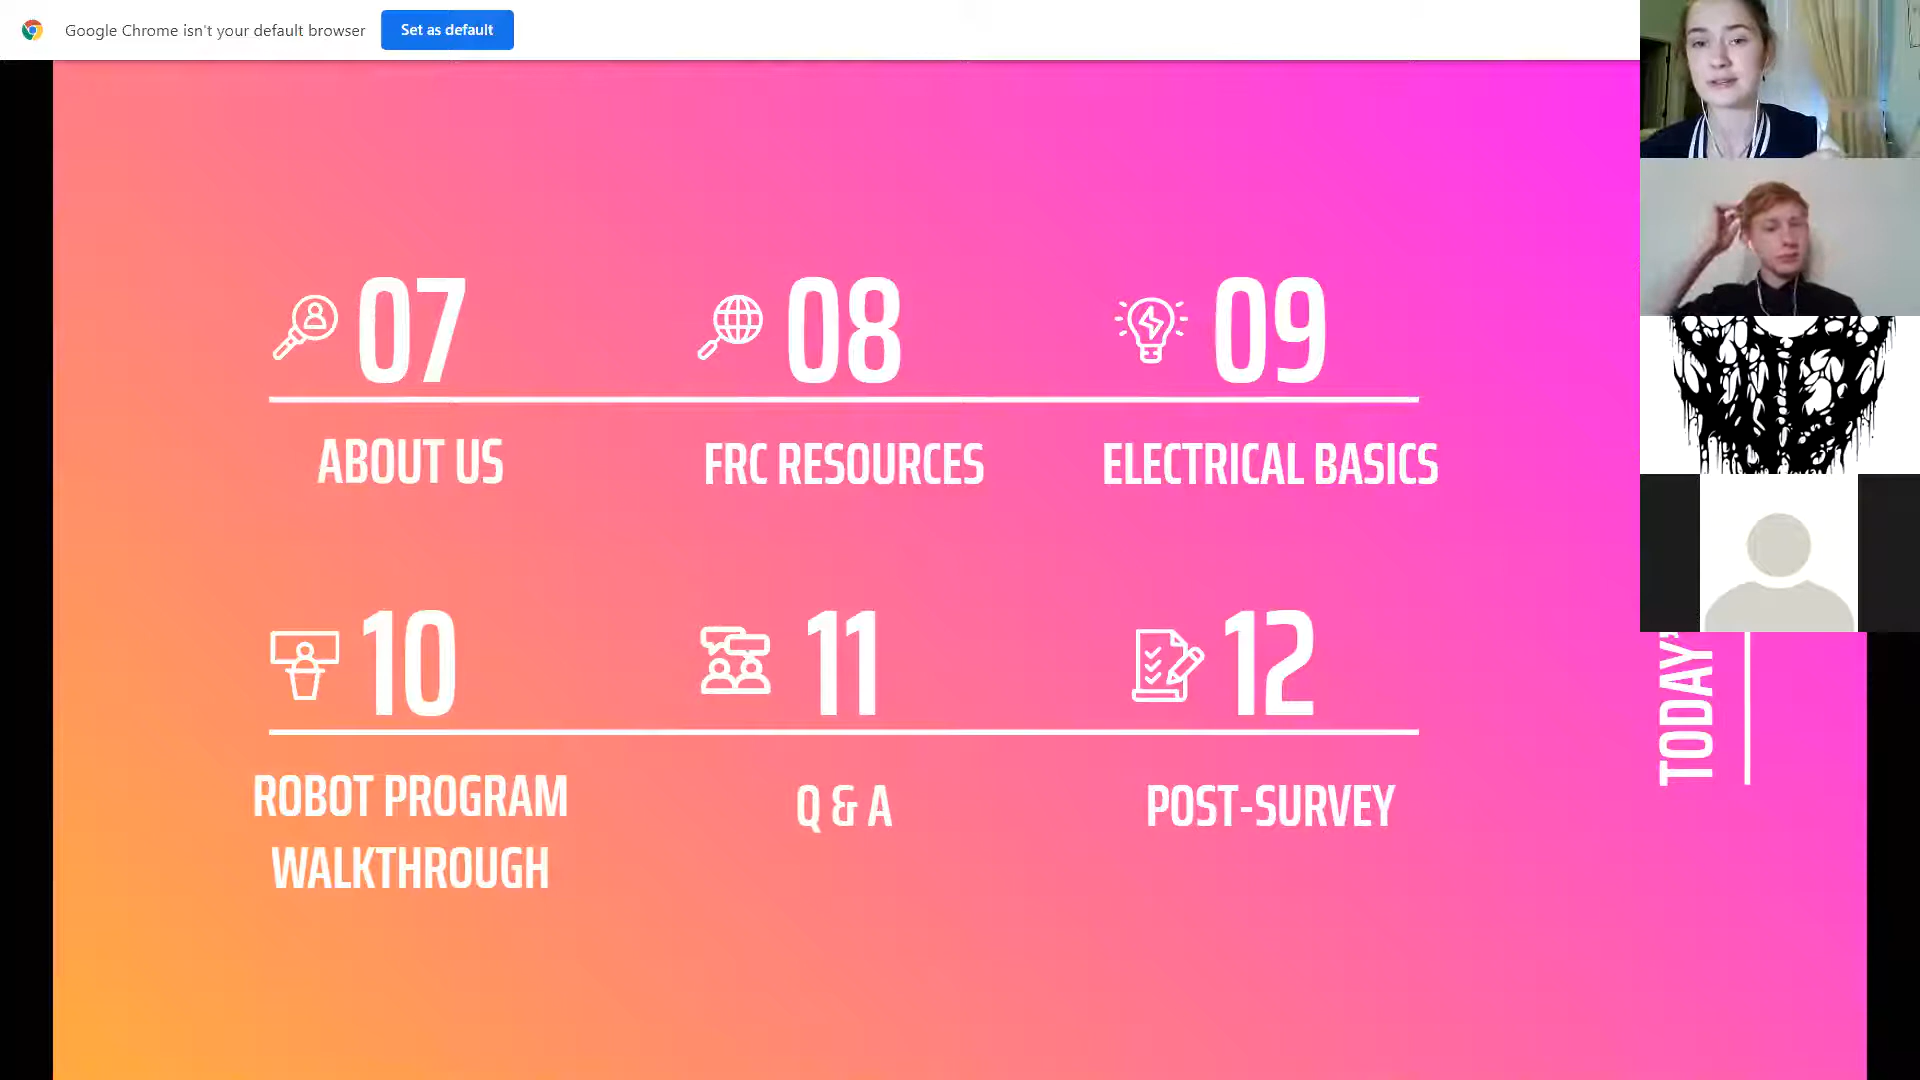 Google Chrome isn't your default browser
Set as default
07
08
09
ABOUT US
FRC RESOURCES
ELECTRICAL BASICS
10
11
12
ROBOT PROGRAM
WALKTHROUGH
Q & A
POST-SURVEY
TODAY'